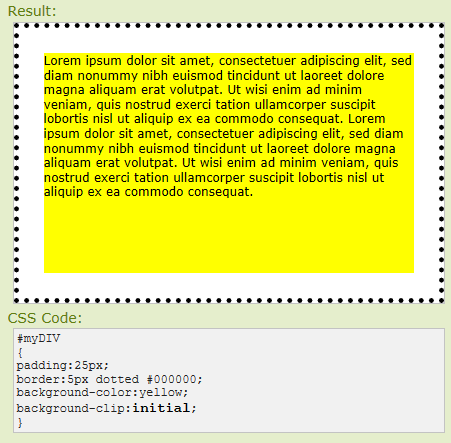 Result:
Lorem ipsum dolor sit amet, consectetuer adipiscing elit, sed
diam nonummy nibh euismod tincidunt ut laoreet dolore
magna aliquam erat volutpat. Ut wisi enim ad minim
veniam, quis nostrud exerci tation ullamcorper suscipit
lobortis nisl ut aliquip ex ea commodo consequat. Lorem
ipsum dolor sit amet, consectetuer adipiscing elit, sed diam
nonummy nibh euismod tincidunt ut laoreet dolore magna
aliquam erat volutpat. Ut wisi enim ad minim veniam, quis
nostrud exerci tation ullamcorper suscipit lobortis nisl ut
aliquip ex ea commodo consequat.
CSS Code:
#myDIV
{
padding:25px;
border:5px dotted #000000;
background-color:yellow;
background-clip:initial;
}